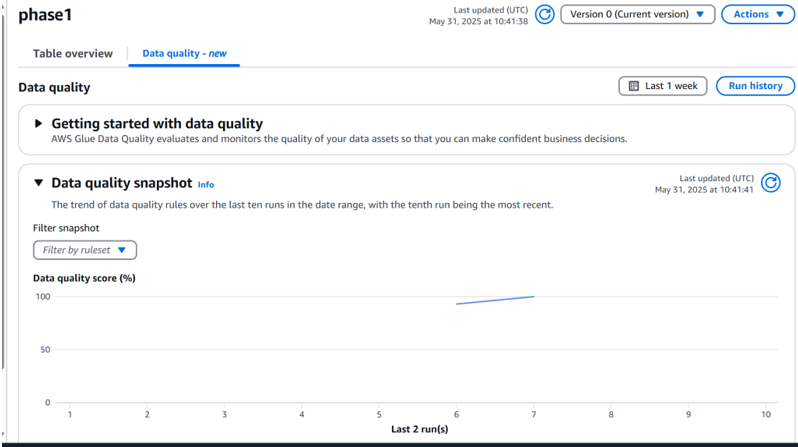 phase1
Last updated (UTC)
May 31, 2025 at 10:41:38
Version 0 (Current version)
Actions
Table overview
Data quality - new
Data quality
Last 1 week
Run history
Getting started with data quality
AWS Glue Data Quality evaluates and monitors the quality of your data assets so that you can make confident business decisions.
Data quality snapshot Info
Last updated (UTC)
May 31, 2025 at 10:41:41
The trend of data quality rules over the last ten runs in the date range, with the tenth run being the most recent.
Filter snapshot
Filter by ruleset
Data quality score (%)
100
50
0
1 2 3 4 5 6 7 8 9 10
Last 2 run(s)